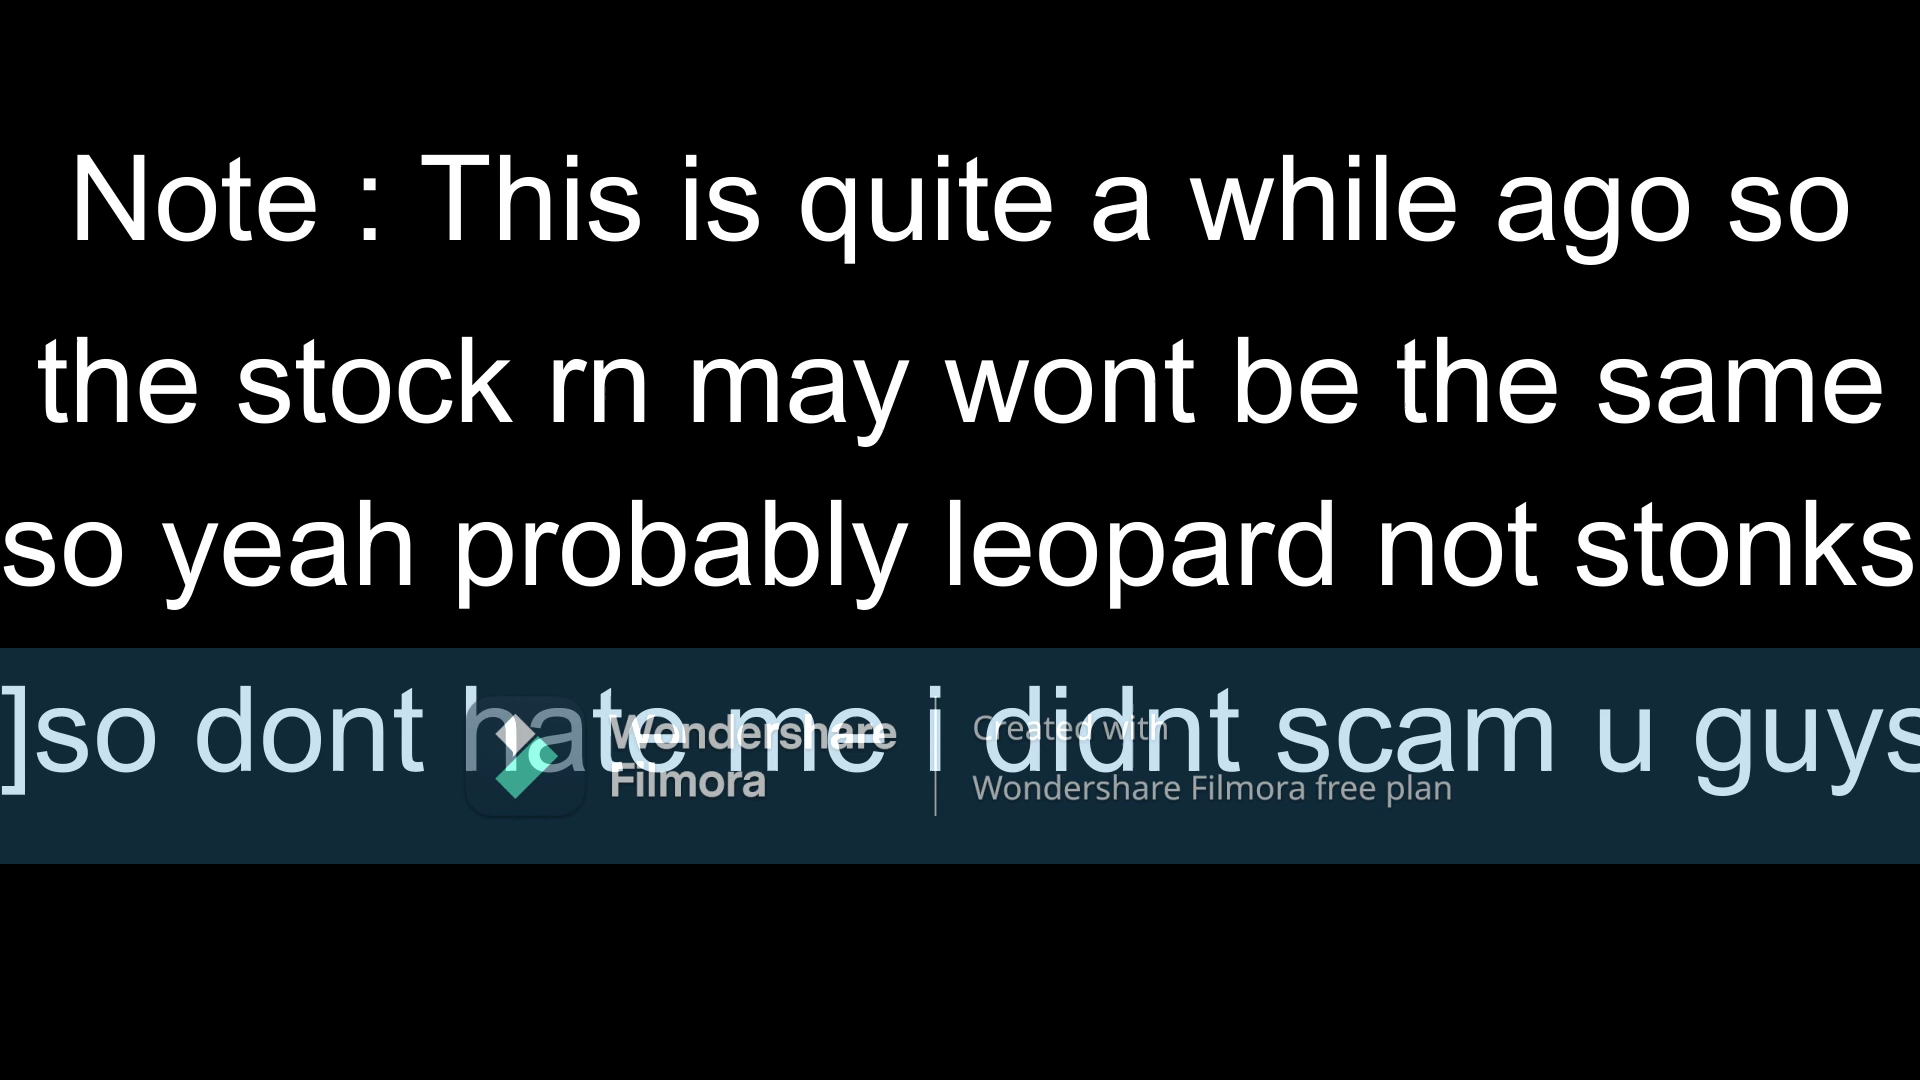 Note : This is quite a while ago so
the stock rn may wont be the same
so yeah probably leopard not stonks
]so dont hate me i didnt scam u guys
Wondershare
Filmora
Created with
Wondershare Filmora free plan